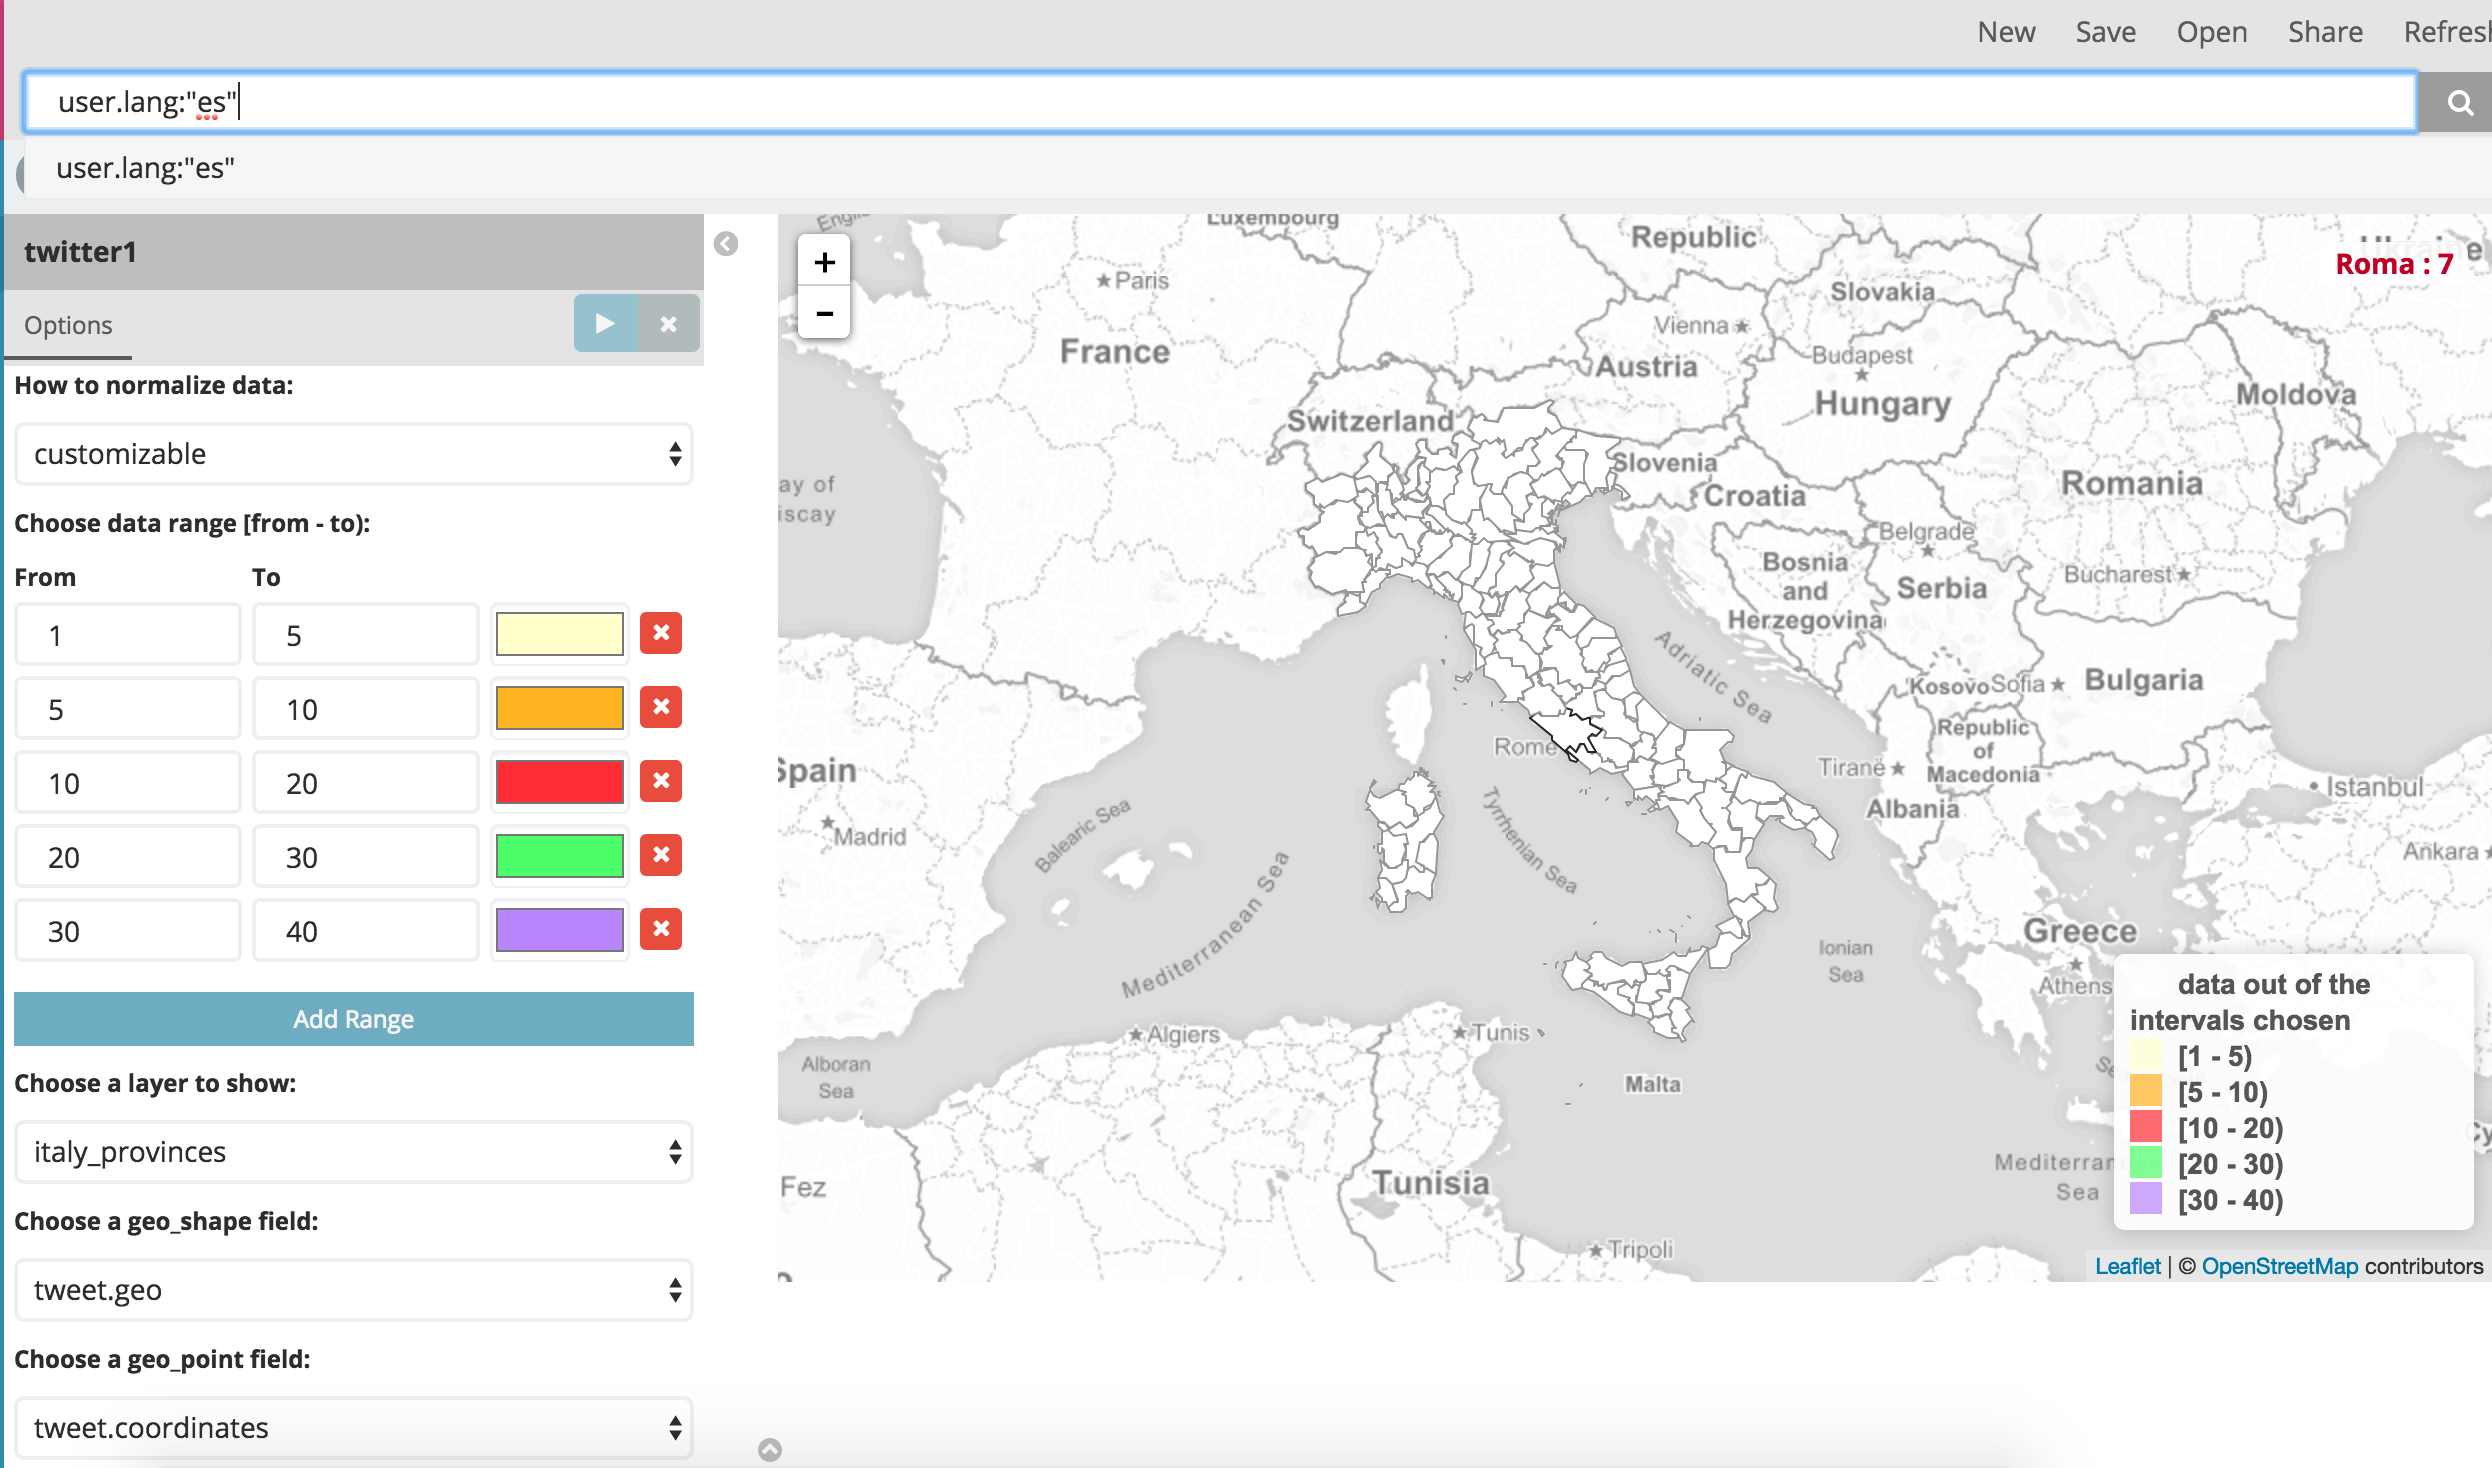 New Save Open Share Refresh
user.lang:"es"
user.lang:"es"
twitter1
Options
How to normalize data:
customizable
Choose data range [from - to):
From To
1 5
5 10
10 20
20 30
30 40
Add Range
Choose a layer to show:
italy_provinces
Choose a geo_shape field:
tweet.geo
Choose a geo_point field:
tweet.coordinates
+
−
Roma : 7
Luxembourg
Republic
Ukraine
Paris
Slovakia
Vienna
France
Budapest
Austria
Moldova
Hungary
Switzerland
Slovenia
ay of
iscay
Croatia
Romania
Belgrade
Bosnia
and
Herzegovina
Serbia
Bucharest
Adriatic Sea
Kosovo
Sofia
Bulgaria
Republic
of
Macedonia
Rome
Spain
Tiranë
Istanbul
Albania
Madrid
Balearic Sea
Tyrrhenian Sea
Ankara
Mediterranean Sea
Greece
Ionian
Sea
Athens
Algiers
Tunis
Alboran
Sea
Malta
Fez
Tunisia
Mediterran
Sea
Tripoli
data out of the
intervals chosen
[1 - 5)
[5 - 10)
[10 - 20)
[20 - 30)
[30 - 40)
Leaflet | © OpenStreetMap contributors